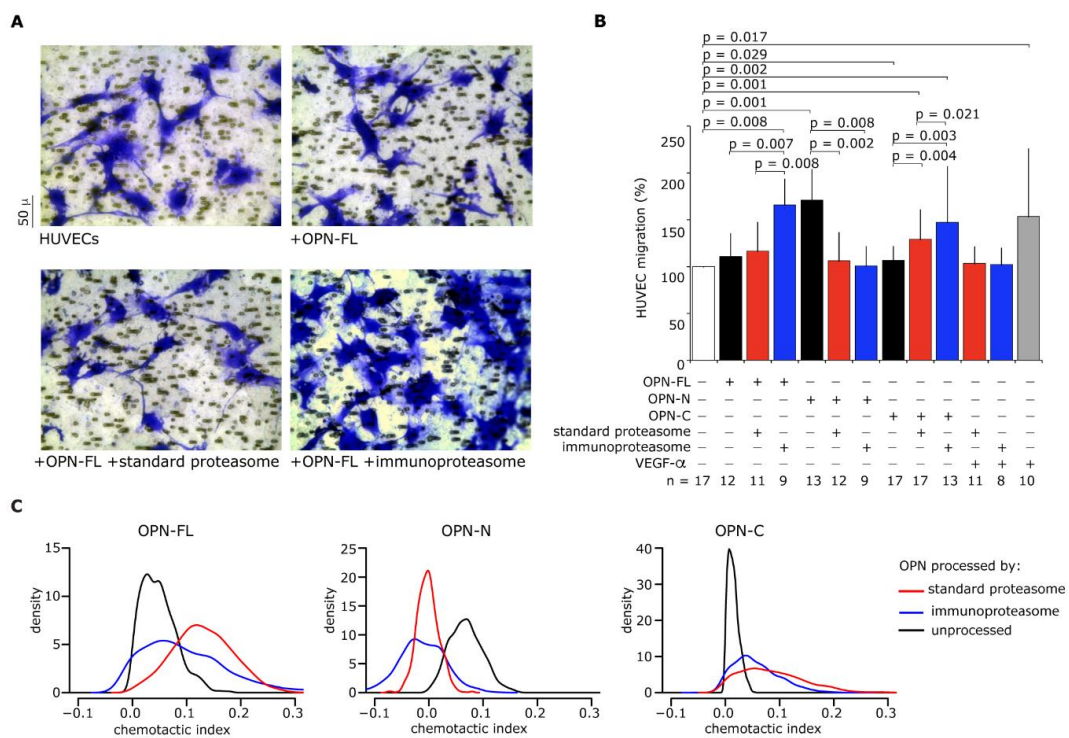 A
50 µ
HUVECs
+OPN-FL
+OPN-FL +standard proteasome
+OPN-FL +immunoproteasome
B
p = 0.017
p = 0.029
p = 0.002
p = 0.001
p = 0.001
p = 0.021
p = 0.008
p = 0.008
p = 0.003
p = 0.007
p = 0.002
p = 0.008
p = 0.004
HUVEC migration (%)
250
200
150
100
100
50
0
OPN-FL – + + + – – – – – – – – –
OPN-N – – – – + + + – – – – – –
OPN-C – – – – – – – + + + – – –
standard proteasome – – + – – + – – + – + – –
immunoproteasome – – – + – – + – – + – + –
VEGF-α – – – – – – – – – – + + +
n = 17 12 11 9 13 12 9 17 17 13 11 8 10
C
OPN-FL
density
15
10
5
0
−0.1 0.0 0.1 0.2 0.3
chemotactic index
OPN-N
density
25
20
15
10
5
0
−0.1 0.0 0.1 0.2 0.3
chemotactic index
OPN-C
density
40
30
20
10
0
−0.1 0.0 0.1 0.2 0.3
chemotactic index
OPN processed by:
standard proteasome
immunoproteasome
unprocessed